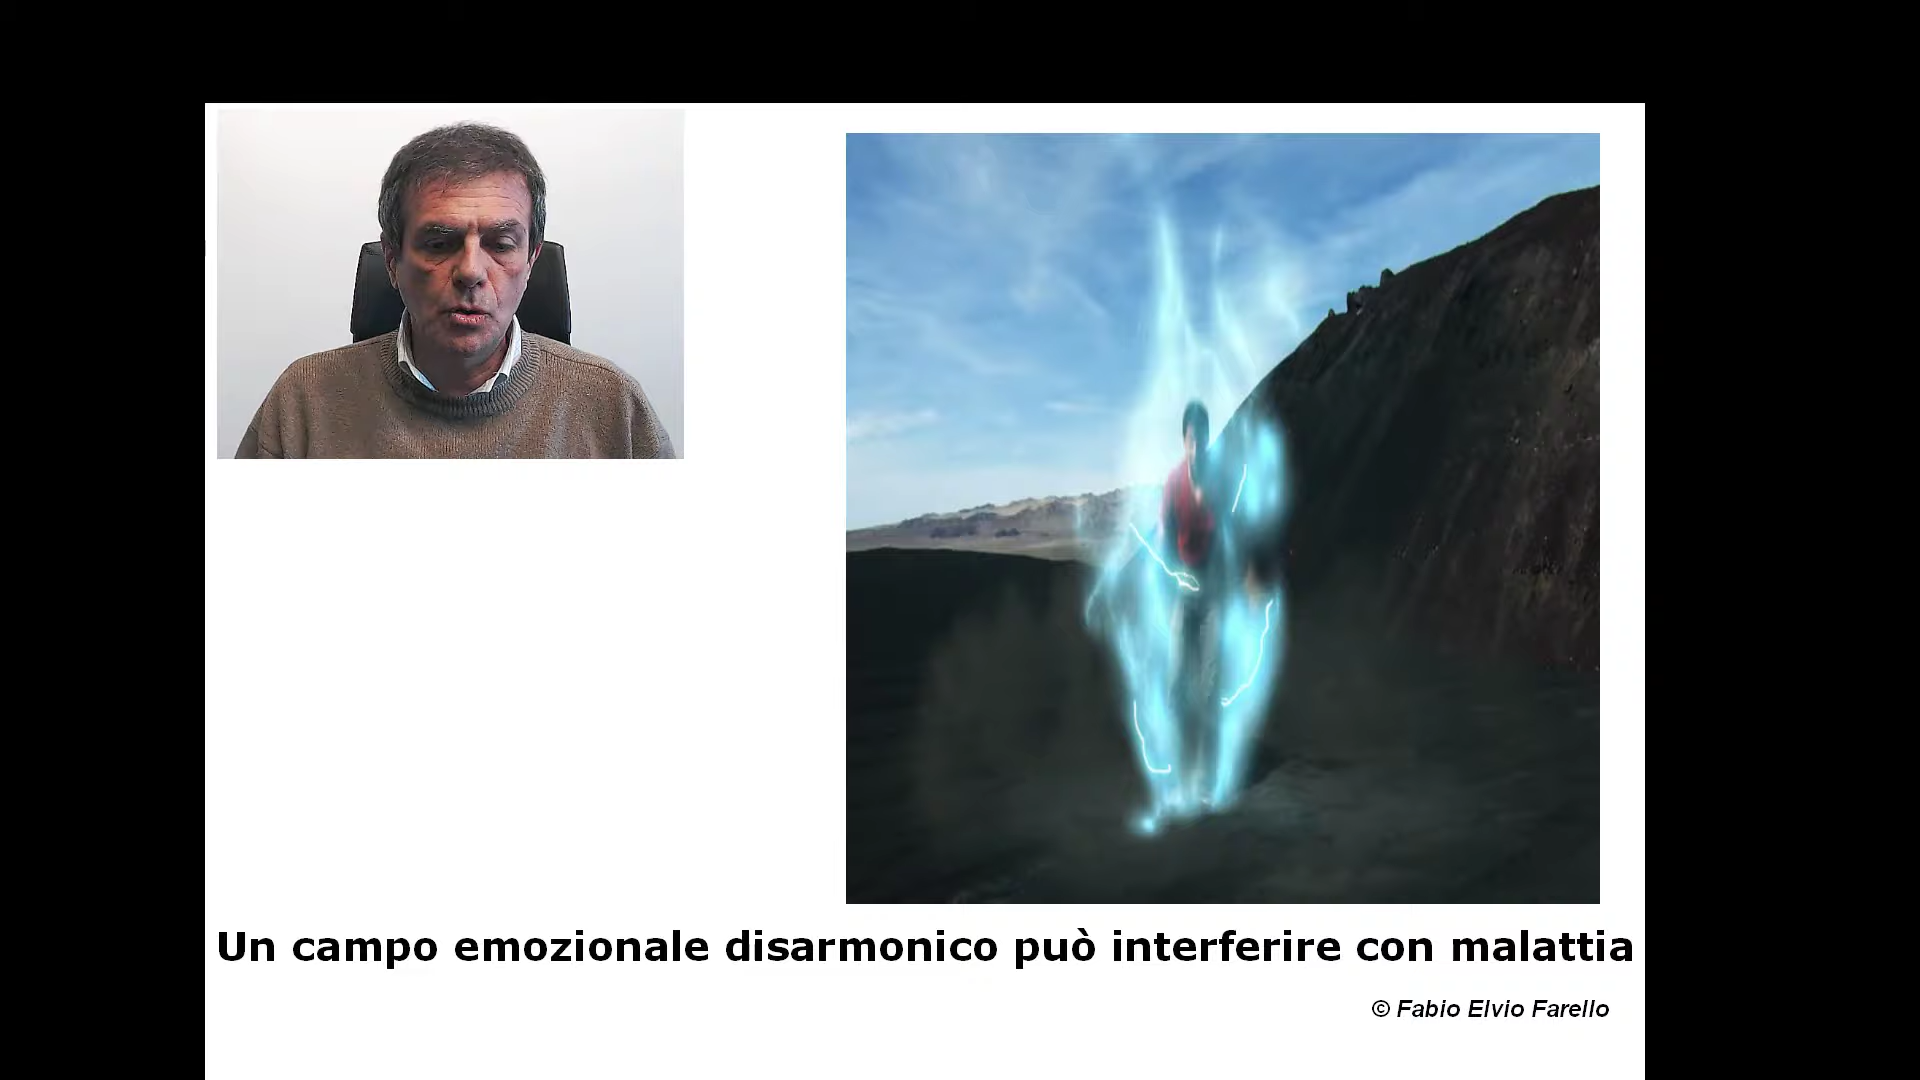 Un campo emozionale disarmonico può interferire con malattia
© Fabio Elvio Farello